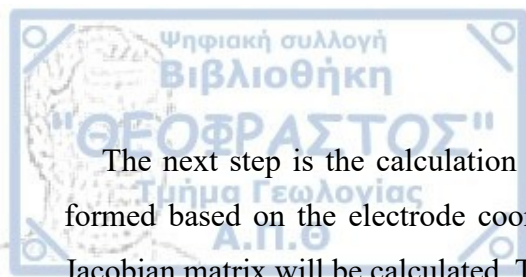 Ψηφιακή συλλογή
Βιβλιοθήκη
"ΘΕΟΦΡΑΣΤΟΣ"
The next step is the calculation
Τμήμα Γεωλογίας
formed based on the electrode coor
Α.Π.Θ
Jacobian matrix will be calculated. T